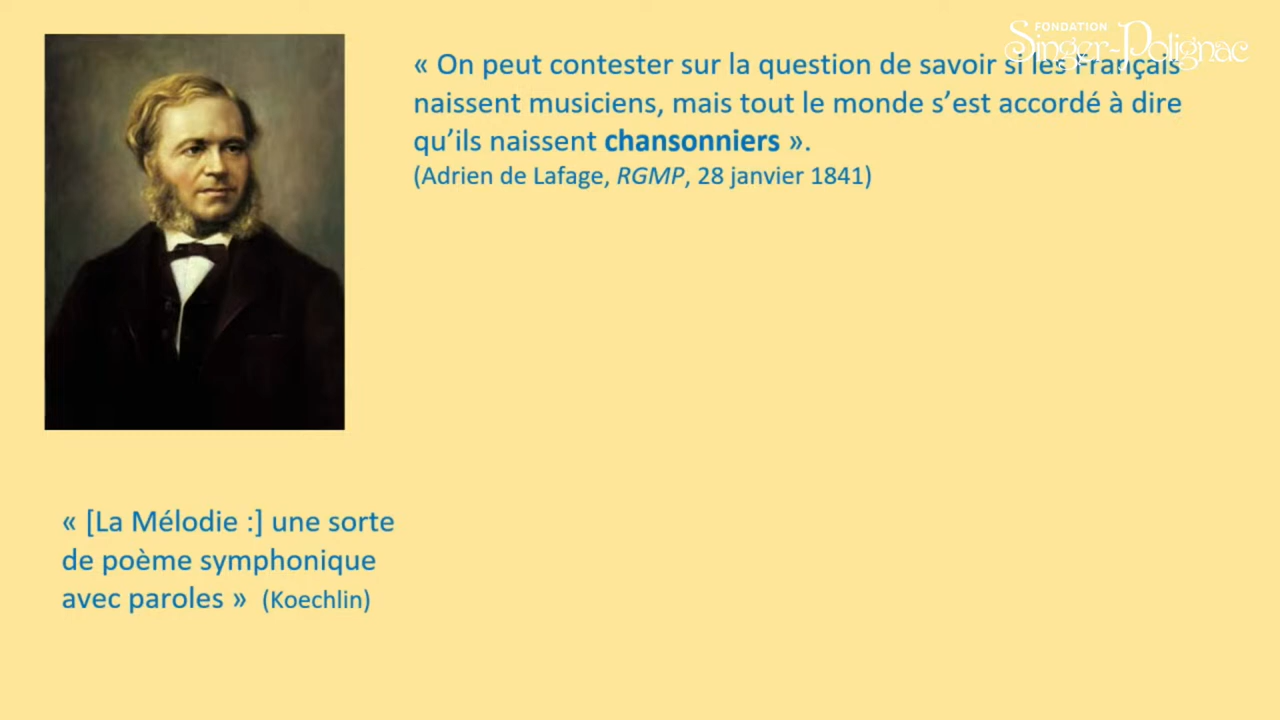 FONDATION
Singer-Polignac
« On peut contester sur la question de savoir si les Français
naissent musiciens, mais tout le monde s’est accordé à dire
qu’ils naissent chansonniers ».
(Adrien de Lafage, RGMP, 28 janvier 1841)
« [La Mélodie :] une sorte
de poème symphonique
avec paroles » (Koechlin)